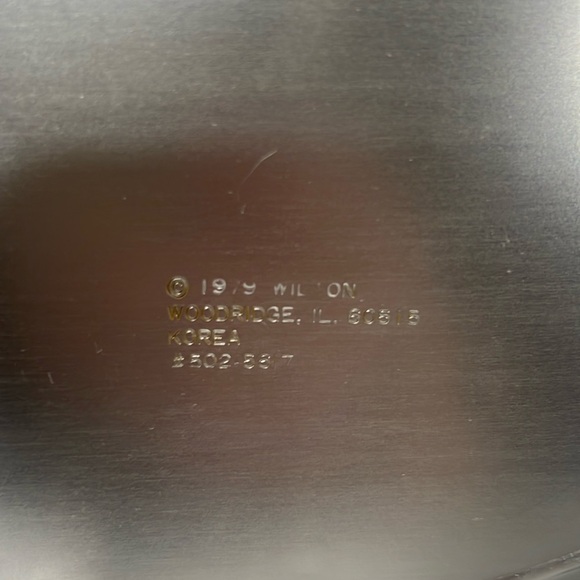 © 1979 WILTON,
WOODRIDGE, IL. 60515
KOREA